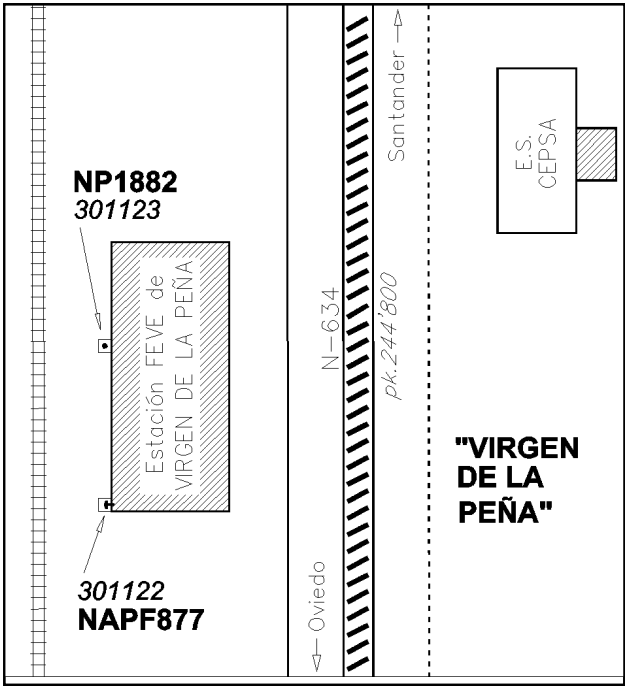 Santander
E.S.
CEPSA
NP1882
301123
Estación FEVE de
VIRGEN DE LA PEÑA
N-634
pk.244'800
"VIRGEN
DE LA
PEÑA"
301122
NAPF877
Oviedo